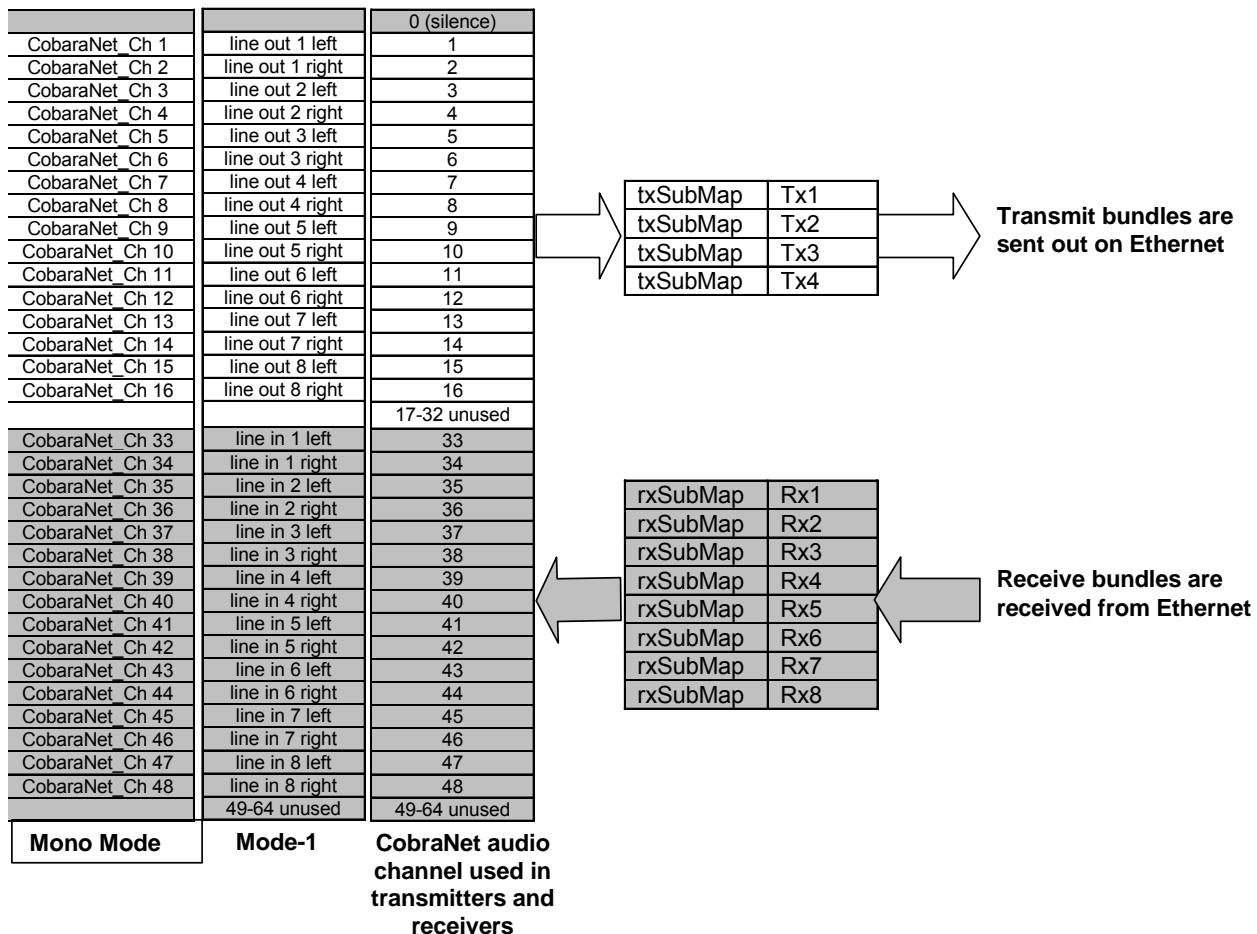 0 (silence)
CobaraNet_Ch 1 line out 1 left 1
CobaraNet_Ch 2 line out 1 right 2
CobaraNet_Ch 3 line out 2 left 3
CobaraNet_Ch 4 line out 2 right 4
CobaraNet_Ch 5 line out 3 left 5
CobaraNet_Ch 6 line out 3 right 6
CobaraNet_Ch 7 line out 4 left 7
CobaraNet_Ch 8 line out 4 right 8
CobaraNet_Ch 9 line out 5 left 9
CobaraNet_Ch 10 line out 5 right 10
CobaraNet_Ch 11 line out 6 left 11
CobaraNet_Ch 12 line out 6 right 12
CobaraNet_Ch 13 line out 7 left 13
CobaraNet_Ch 14 line out 7 right 14
CobaraNet_Ch 15 line out 8 left 15
CobaraNet_Ch 16 line out 8 right 16
17-32 unused
CobaraNet_Ch 33 line in 1 left 33
CobaraNet_Ch 34 line in 1 right 34
CobaraNet_Ch 35 line in 2 left 35
CobaraNet_Ch 36 line in 2 right 36
CobaraNet_Ch 37 line in 3 left 37
CobaraNet_Ch 38 line in 3 right 38
CobaraNet_Ch 39 line in 4 left 39
CobaraNet_Ch 40 line in 4 right 40
CobaraNet_Ch 41 line in 5 left 41
CobaraNet_Ch 42 line in 5 right 42
CobaraNet_Ch 43 line in 6 left 43
CobaraNet_Ch 44 line in 6 right 44
CobaraNet_Ch 45 line in 7 left 45
CobaraNet_Ch 46 line in 7 right 46
CobaraNet_Ch 47 line in 8 left 47
CobaraNet_Ch 48 line in 8 right 48
49-64 unused 49-64 unused
Mono Mode
Mode-1
CobraNet audio
channel used in
transmitters and
receivers
txSubMap Tx1
txSubMap Tx2
txSubMap Tx3
txSubMap Tx4
Transmit bundles are
sent out on Ethernet
rxSubMap Rx1
rxSubMap Rx2
rxSubMap Rx3
rxSubMap Rx4
rxSubMap Rx5
rxSubMap Rx6
rxSubMap Rx7
rxSubMap Rx8
Receive bundles are
received from Ethernet